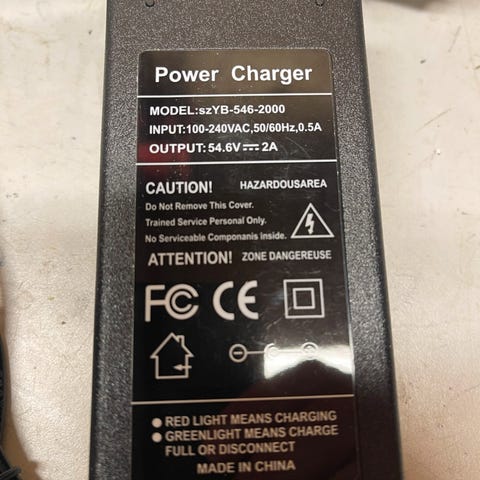 Power Charger
MODEL:szYB-546-2000
INPUT:100-240VAC,50/60Hz,0.5A
OUTPUT:54.6V⎓2A
CAUTION! HAZARDOUSAREA
Do Not Remove This Cover.
Trained Service Personal Only.
No Serviceable Componanis inside.
ATTENTION! ZONE DANGEREUSE
FC CE
● RED LIGHT MEANS CHARGING
● GREENLIGHT MEANS CHARGE
FULL OR DISCONNECT
MADE IN CHINA